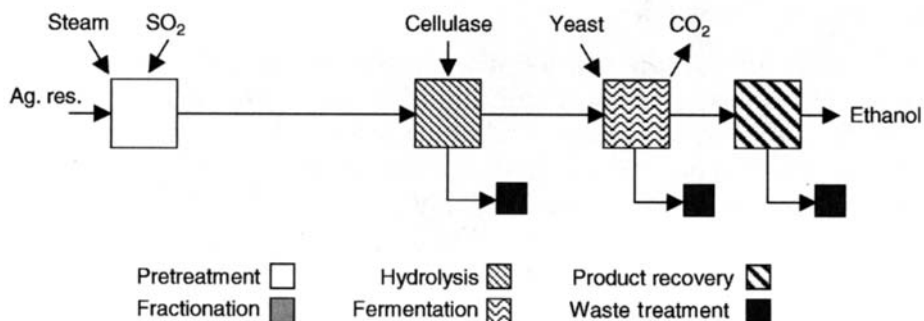 Steam SO2 Cellulase Yeast CO2
Ag. res.
Ethanol
Pretreatment Hydrolysis Product recovery
Fractionation Fermentation Waste treatment